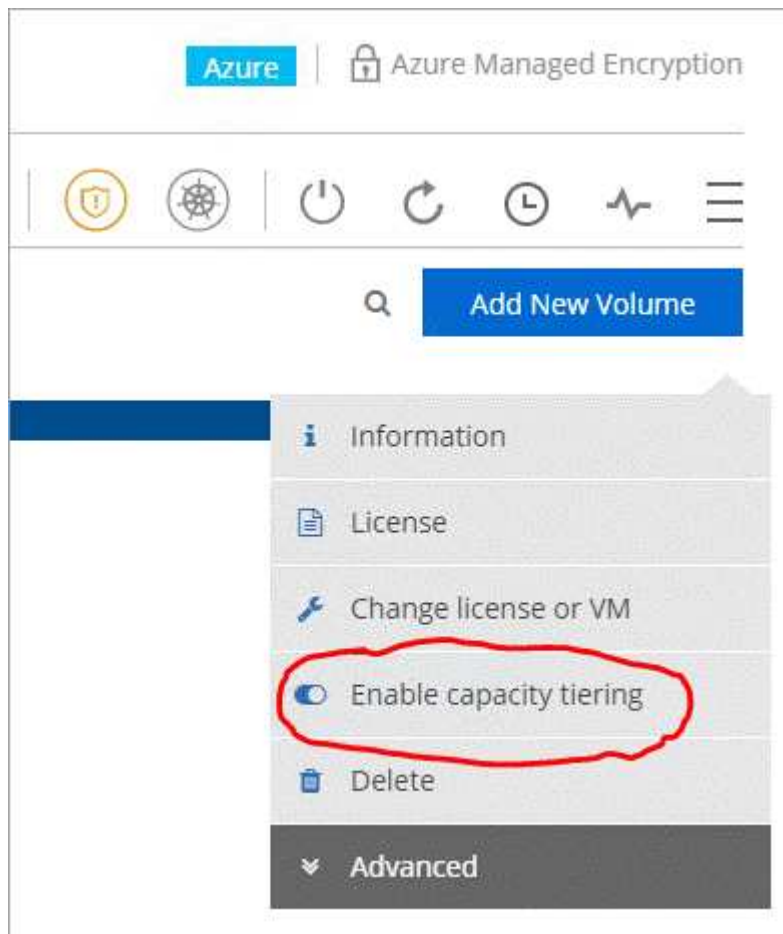 Azure | Azure Managed Encryption
Add New Volume
Information
License
Change license or VM
Enable capacity tiering
Delete
Advanced